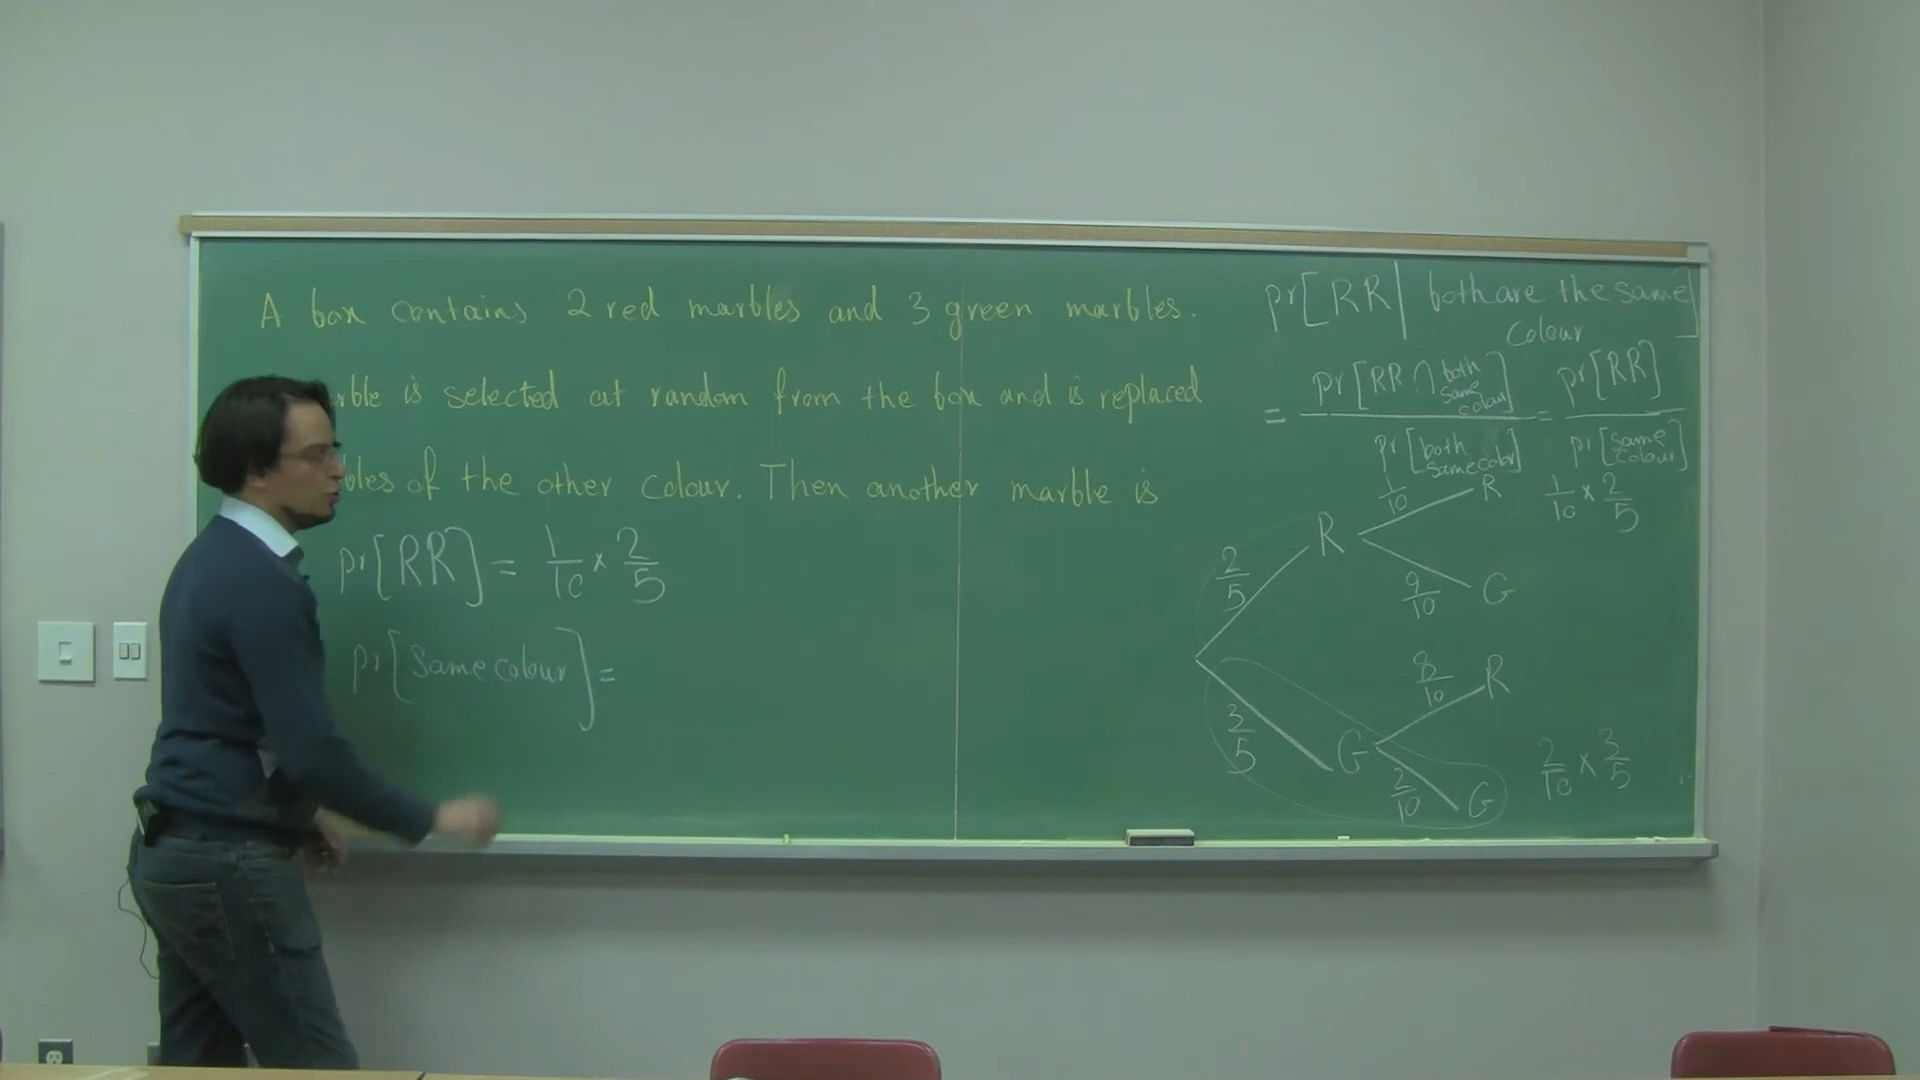 A box contains 2 red marbles and 3 green marbles.
rble is selected at random from the box and is replaced
bles of the other colour. Then another marble is
pr[RR] = 1/10 × 2/5
pr[Same colour] =
pr[RR| both are the same]
Colour
= pr[RR ∩ both same colour] / pr[both same color] = pr[RR] / pr[same colour]
1/10 R 1/10 × 2/5
2/5 R
9/10 G
8/10 R
3/5 G
2/10 G 2/10 × 3/5